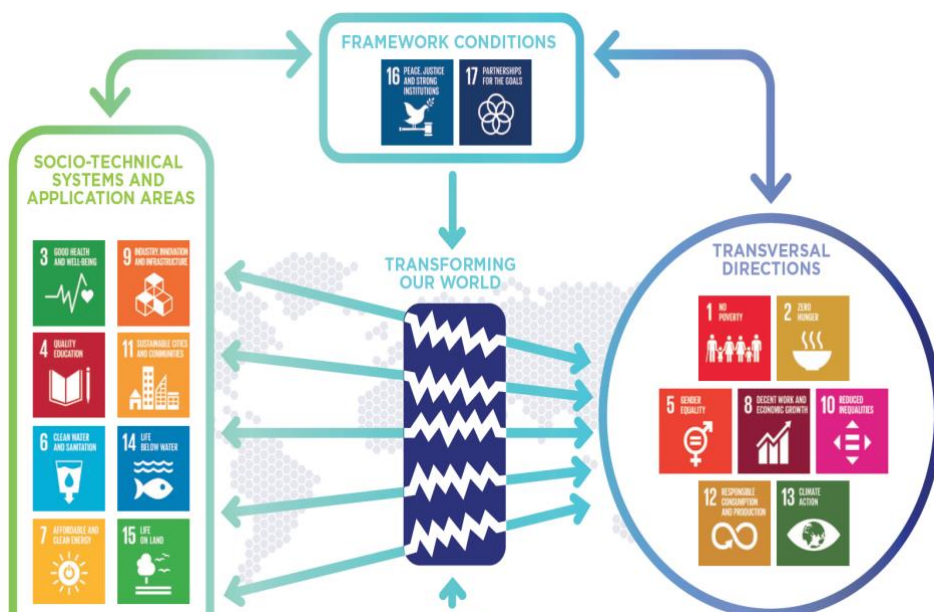 FRAMEWORK CONDITIONS
16 PEACE, JUSTICE
AND STRONG
INSTITUTIONS
17 PARTNERSHIPS
FOR THE GOALS
SOCIO-TECHNICAL
SYSTEMS AND
APPLICATION AREAS
3 GOOD HEALTH
AND WELL-BEING
9 INDUSTRY, INNOVATION
AND INFRASTRUCTURE
4 QUALITY
EDUCATION
11 SUSTAINABLE CITIES
AND COMMUNITIES
6 CLEAN WATER
AND SANITATION
14 LIFE
BELOW WATER
7 AFFORDABLE AND
CLEAN ENERGY
15 LIFE
ON LAND
TRANSFORMING
OUR WORLD
TRANSVERSAL
DIRECTIONS
1 NO
POVERTY
2 ZERO
HUNGER
5 GENDER
EQUALITY
8 DECENT WORK AND
ECONOMIC GROWTH
10 REDUCED
INEQUALITIES
12 RESPONSIBLE
CONSUMPTION
AND PRODUCTION
13 CLIMATE
ACTION